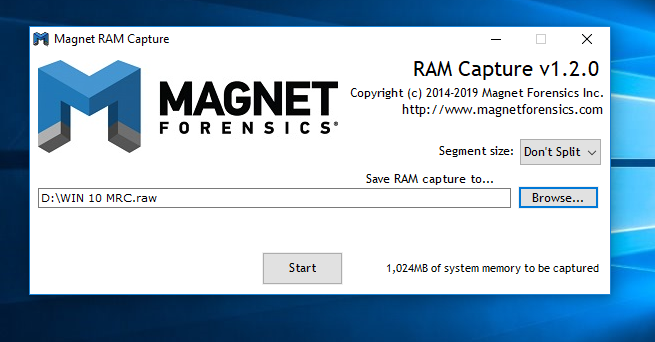 Magnet RAM Capture
MAGNET
FORENSICS®
RAM Capture v1.2.0
Copyright (c) 2014-2019 Magnet Forensics Inc.
http://www.magnetforensics.com
Segment size: Don't Split
Save RAM capture to...
D:\WIN 10 MRC.raw Browse...
Start 1,024MB of system memory to be captured